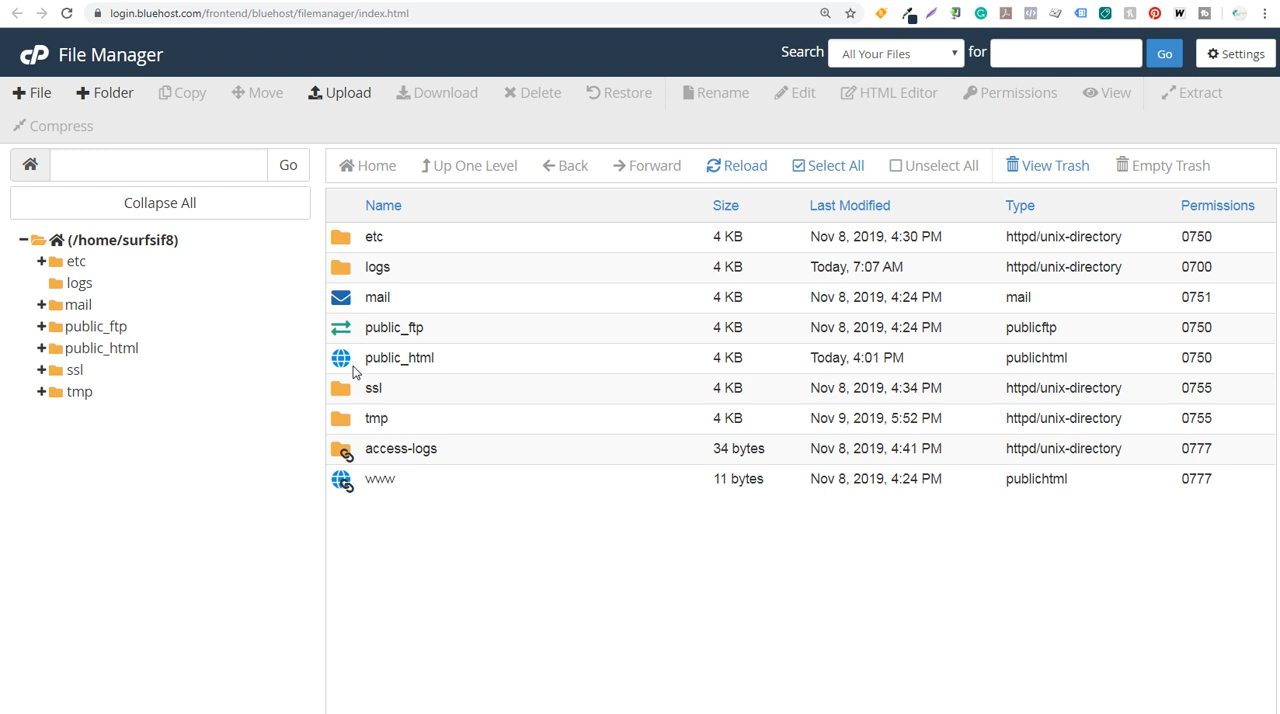 login.bluehost.com/frontend/bluehost/filemanager/index.html
cP File Manager
Search All Your Files for Go Settings
File Folder Copy Move Upload Download Delete Restore Rename Edit HTML Editor Permissions View Extract
Compress
Go
Home Up One Level Back Forward Reload Select All Unselect All View Trash Empty Trash
Collapse All
(/home/surfsif8)
etc
logs
mail
public_ftp
public_html
ssl
tmp
Name Size Last Modified Type Permissions
etc 4 KB Nov 8, 2019, 4:30 PM httpd/unix-directory 0750
logs 4 KB Today, 7:07 AM httpd/unix-directory 0700
mail 4 KB Nov 8, 2019, 4:24 PM mail 0751
public_ftp 4 KB Nov 8, 2019, 4:24 PM publicftp 0750
public_html 4 KB Today, 4:01 PM publichtml 0750
ssl 4 KB Nov 8, 2019, 4:34 PM httpd/unix-directory 0755
tmp 4 KB Nov 9, 2019, 5:52 PM httpd/unix-directory 0755
access-logs 34 bytes Nov 8, 2019, 4:41 PM httpd/unix-directory 0777
www 11 bytes Nov 8, 2019, 4:24 PM publichtml 0777